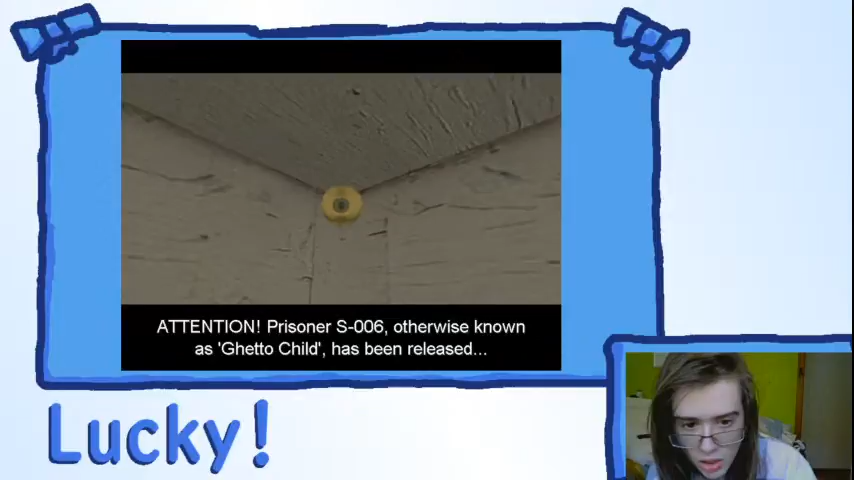 ATTENTION! Prisoner S-006, otherwise known
as 'Ghetto Child', has been released...
Lucky!